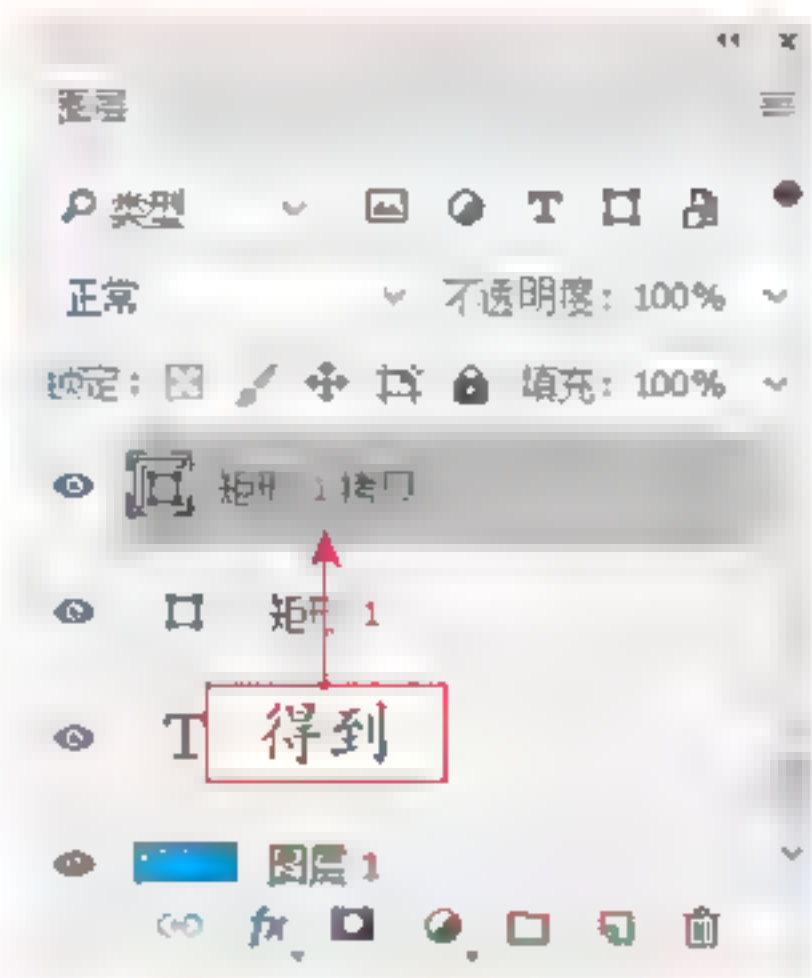 图层
类型
正常 不透明度：100%
锁定： 填充：100%
矩形 1 拷贝
矩形 1
T 得到
图层 1
fx